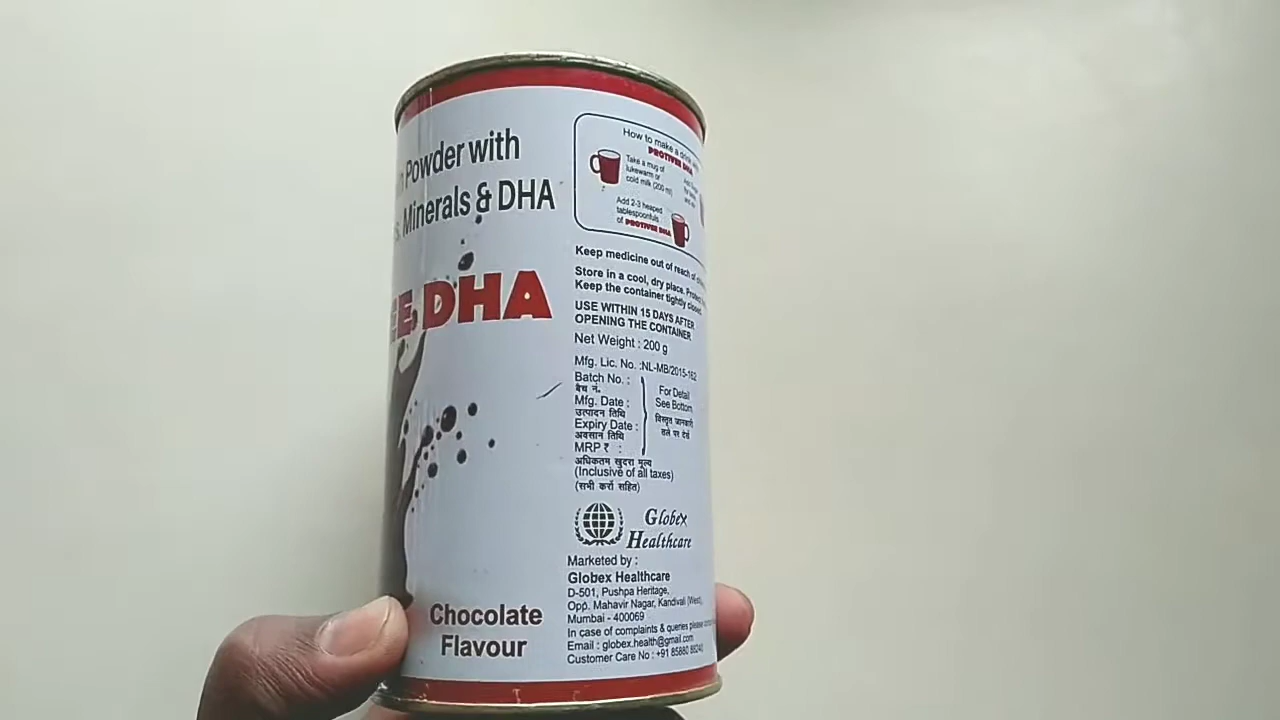 Powder with
Minerals & DHA
DHA
Chocolate
Flavour
How to make a drink
PROTIVEE DHA
Take a mug of
lukewarm or
cold milk (200 ml)
Add 2-3 heaped
tablespoonfuls
of PROTIVEE DHA
Keep medicine out of reach of
Store in a cool, dry place. Protect
Keep the container tightly closed
USE WITHIN 15 DAYS AFTER
OPENING THE CONTAINER
Net Weight : 200 g
Mfg. Lic. No. :NL-MB/2015-162
Batch No. :
बैच नं.
Mfg. Date :
उत्पादन तिथि
Expiry Date :
अवसान तिथि
MRP ₹ :
अधिकतम खुदरा मूल्य
(Inclusive of all taxes)
(सभी करों सहित)
For Detail
See Bottom
विस्तृत जानकारी
तले पर देखें
Globex
Healthcare
Marketed by :
Globex Healthcare
D-501, Pushpa Heritage,
Opp. Mahavir Nagar, Kandivali (West),
Mumbai - 400069
In case of complaints & queries please
Email : globex.health@gmail.com
Customer Care No : +91 85880